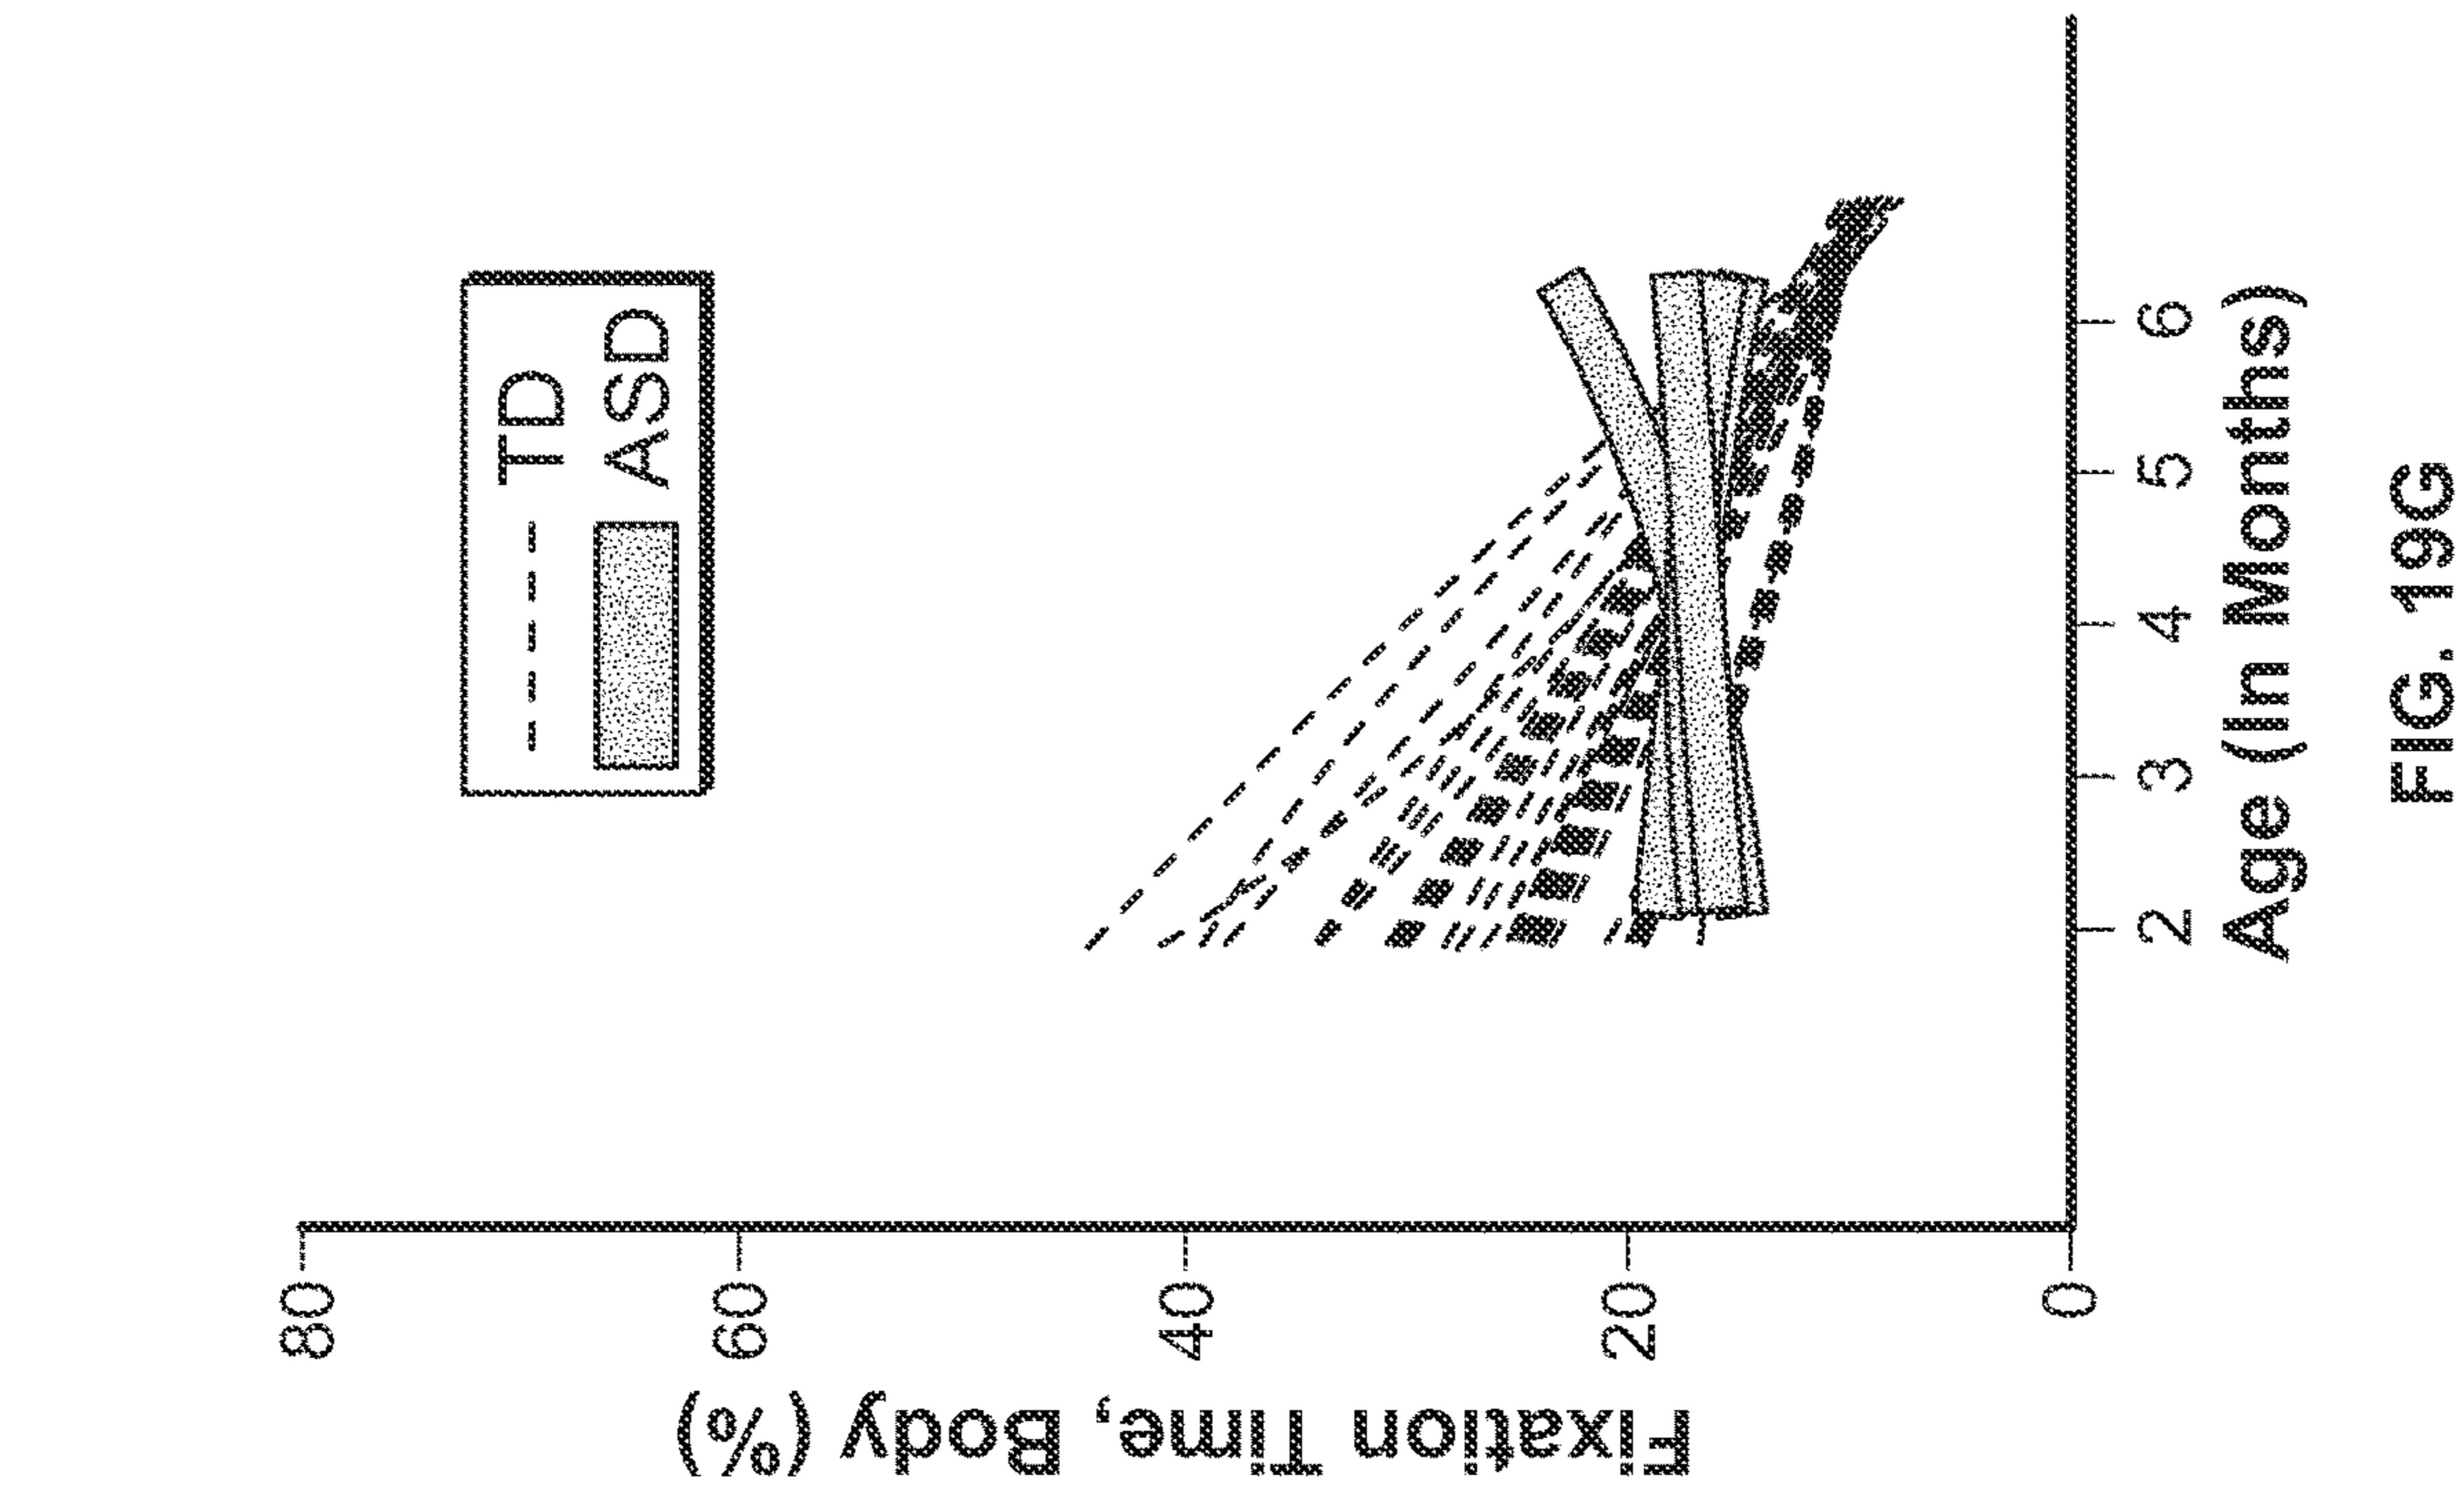 Fixation Time, Body (%)
80
60
40
20
0
TD
ASD
2 3 4 5 6
Age (In Months)
FIG. 19G